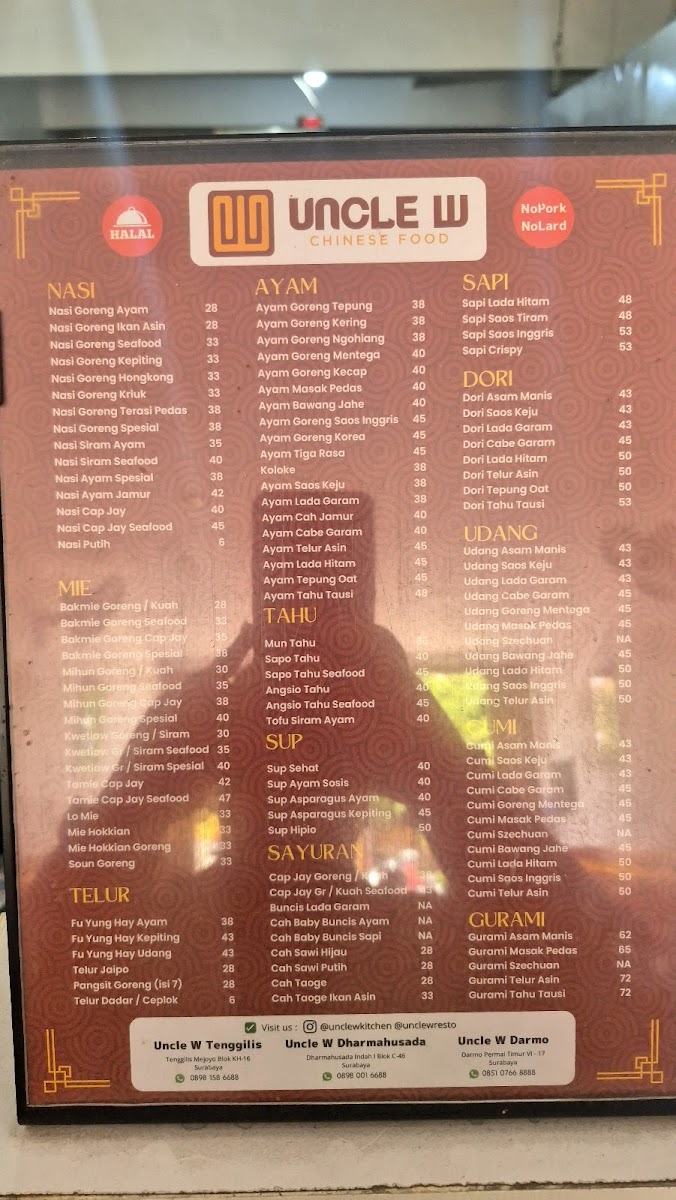 HALAL
UNCLE W
CHINESE FOOD
NoPork
NoLard
NASI
Nasi Goreng Ayam 28
Nasi Goreng Ikan Asin 28
Nasi Goreng Seafood 33
Nasi Goreng Kepiting 33
Nasi Goreng Hongkong 33
Nasi Goreng Kriuk 33
Nasi Goreng Terasi Pedas 38
Nasi Goreng Spesial 38
Nasi Siram Ayam 35
Nasi Siram Seafood 40
Nasi Ayam Spesial 38
Nasi Ayam Jamur 42
Nasi Cap Jay 40
Nasi Cap Jay Seafood 45
Nasi Putih 6
MIE
Bakmie Goreng / Kuah 28
Bakmie Goreng Seafood 33
Bakmie Goreng Cap Jay 35
Bakmie Goreng Spesial 38
Mihun Goreng / Kuah 30
Mihun Goreng Seafood 35
Mihun Goreng Cap Jay 38
Mihun Goreng Spesial 40
Kwetiaw Goreng / Siram 30
Kwetiaw Gr / Siram Seafood 35
Kwetiaw Gr / Siram Spesial 40
Tamie Cap Jay 42
Tamie Cap Jay Seafood 47
Lo Mie 33
Mie Hokkian 33
Mie Hokkian Goreng 33
Soun Goreng 33
TELUR
Fu Yung Hay Ayam 38
Fu Yung Hay Kepiting 43
Fu Yung Hay Udang 43
Telur Jaipo 28
Pangsit Goreng (isi 7) 28
Telur Dadar / Ceplok 6
AYAM
Ayam Goreng Tepung 38
Ayam Goreng Kering 38
Ayam Goreng Ngohiang 38
Ayam Goreng Mentega 40
Ayam Goreng Kecap 40
Ayam Masak Pedas 40
Ayam Bawang Jahe 40
Ayam Goreng Saos Inggris 45
Ayam Goreng Korea 45
Ayam Tiga Rasa 45
Koloke 38
Ayam Saos Keju 38
Ayam Lada Garam 38
Ayam Cah Jamur 40
Ayam Cabe Garam 40
Ayam Telur Asin 45
Ayam Lada Hitam 45
Ayam Tepung Oat 45
Ayam Tahu Tausi 48
TAHU
Mun Tahu
Sapo Tahu 40
Sapo Tahu Seafood 45
Angsio Tahu 40
Angsio Tahu Seafood 45
Tofu Siram Ayam 40
SUP
Sup Sehat 40
Sup Ayam Sosis 40
Sup Asparagus Ayam 40
Sup Asparagus Kepiting 45
Sup Hipio 50
SAYURAN
Cap Jay Goreng / Kuah 38
Cap Jay Gr / Kuah Seafood 43
Buncis Lada Garam NA
Cah Baby Buncis Ayam NA
Cah Baby Buncis Sapi NA
Cah Sawi Hijau 28
Cah Sawi Putih 28
Cah Taoge 28
Cah Taoge Ikan Asin 33
SAPI
Sapi Lada Hitam 48
Sapi Saos Tiram 48
Sapi Saos Inggris 53
Sapi Crispy 53
DORI
Dori Asam Manis 43
Dori Saos Keju 43
Dori Lada Garam 43
Dori Cabe Garam 45
Dori Lada Hitam 50
Dori Telur Asin 50
Dori Tepung Oat 50
Dori Tahu Tausi 53
UDANG
Udang Asam Manis 43
Udang Saos Keju 43
Udang Lada Garam 43
Udang Cabe Garam 45
Udang Goreng Mentega 45
Udang Masak Pedas 45
Udang Szechuan NA
Udang Bawang Jahe 45
Udang Lada Hitam 50
Udang Saos Inggris 50
Udang Telur Asin 50
CUMI
Cumi Asam Manis 43
Cumi Saos Keju 43
Cumi Lada Garam 43
Cumi Cabe Garam 45
Cumi Goreng Mentega 45
Cumi Masak Pedas 45
Cumi Szechuan NA
Cumi Bawang Jahe 45
Cumi Lada Hitam 50
Cumi Saos Inggris 50
Cumi Telur Asin 50
GURAMI
Gurami Asam Manis 62
Gurami Masak Pedas 65
Gurami Szechuan NA
Gurami Telur Asin 72
Gurami Tahu Tausi 72
Visit us : @unclewkitchen @unclewresto
Uncle W Tenggilis
Tenggilis Mejoyo Blok KH-16
Surabaya
0898 158 6688
Uncle W Dharmahusada
Dharmahusada Indah I Blok C-46
Surabaya
0898 001 6688
Uncle W Darmo
Darmo Permai Timur VI - 17
Surabaya
0851 0766 8888